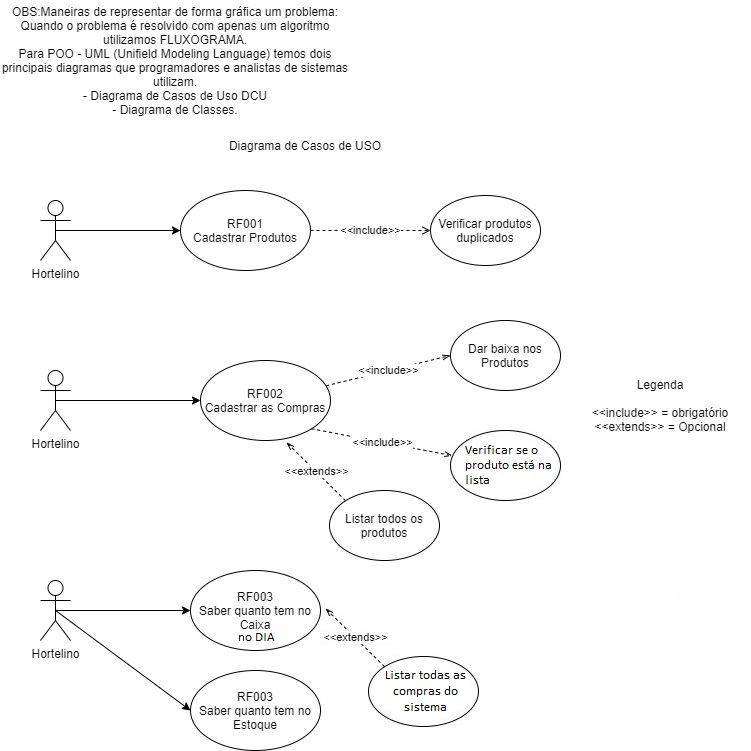 OBS:Maneiras de representar de forma gráfica um problema:
Quando o problema é resolvido com apenas um algoritmo
utilizamos FLUXOGRAMA.
Para POO - UML (Unifield Modeling Language) temos dois
principais diagramas que programadores e analistas de sistemas
utilizam.
- Diagrama de Casos de Uso DCU
- Diagrama de Classes.
Diagrama de Casos de USO
Hortelino
RF001
Cadastrar Produtos
<<include>>
Verificar produtos
duplicados
Hortelino
RF002
Cadastrar as Compras
<<include>>
Dar baixa nos
Produtos
<<include>>
Verificar se o
produto está na
lista
<<extends>>
Listar todos os
produtos
Legenda
<<include>> = obrigatório
<<extends>> = Opcional
Hortelino
RF003
Saber quanto tem no
Caixa
no DIA
<<extends>>
Listar todas as
compras do
sistema
RF003
Saber quanto tem no
Estoque